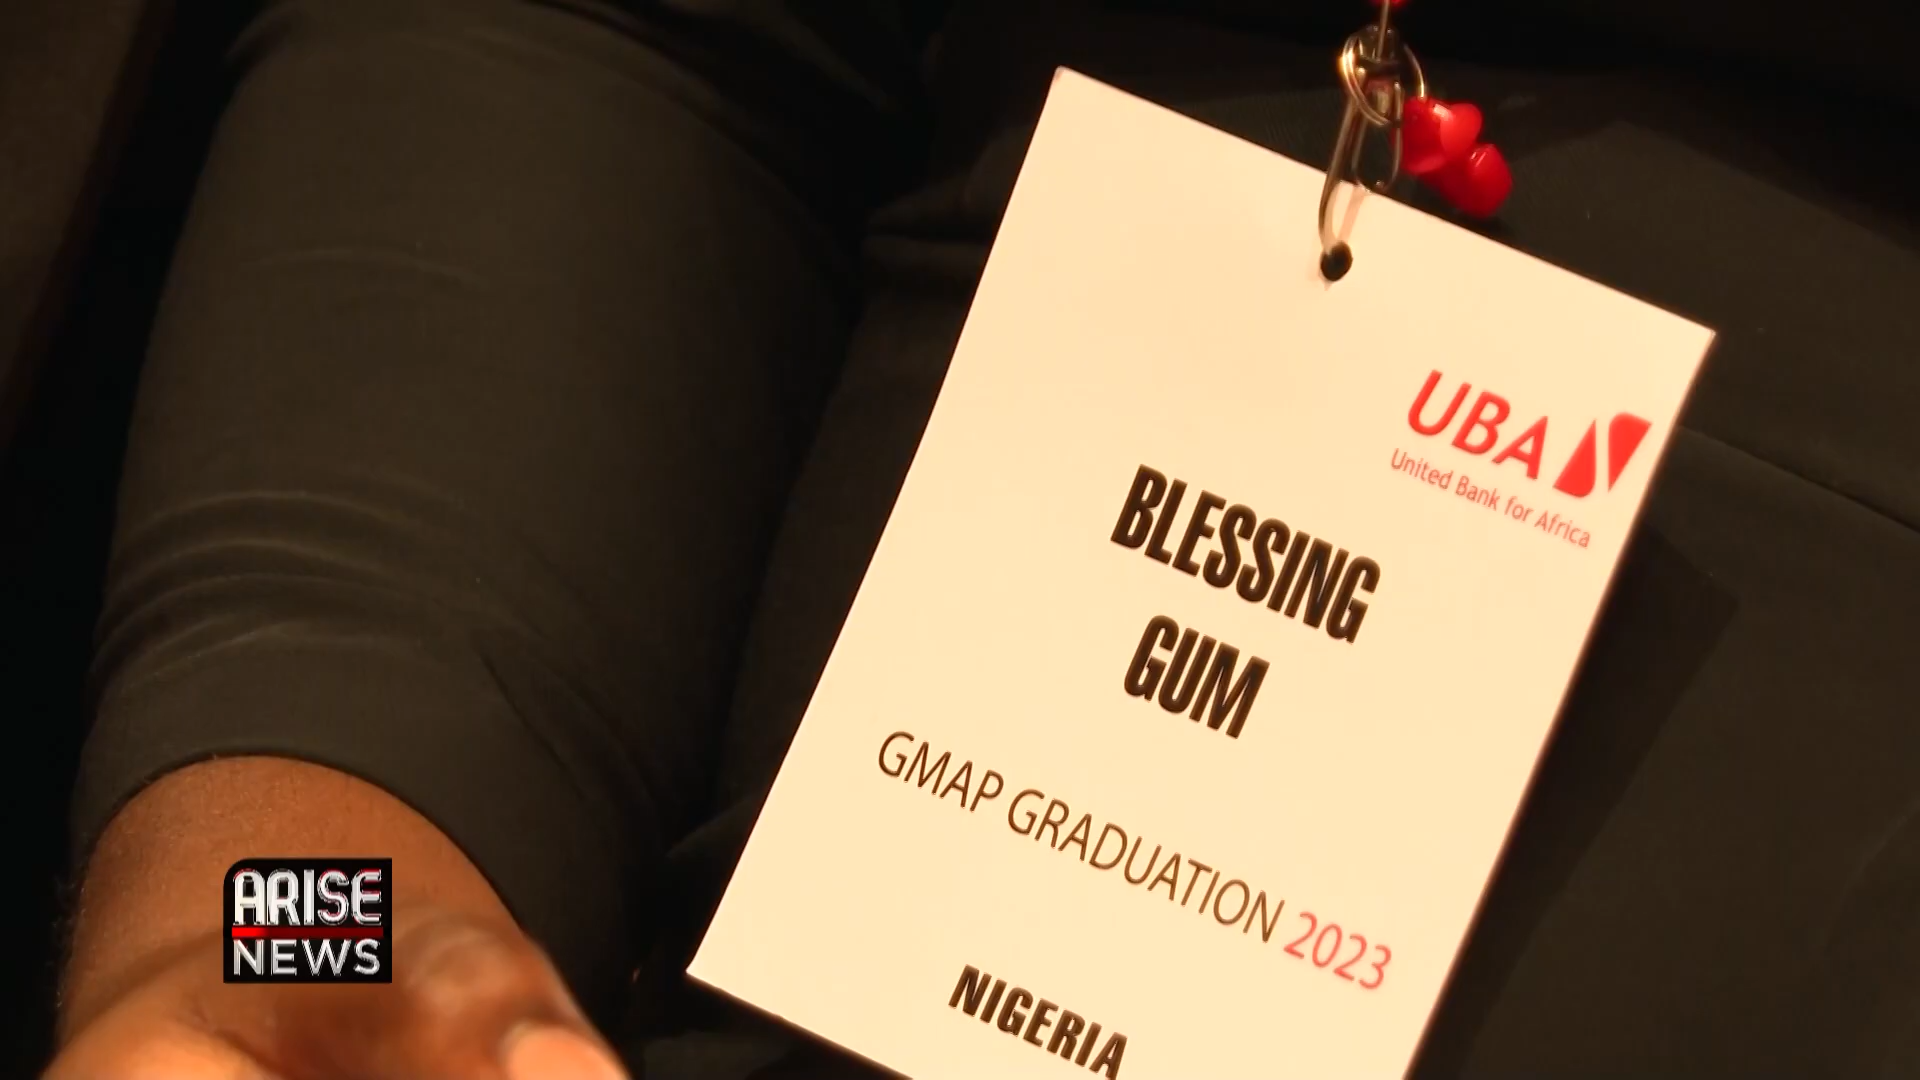 UBA
United Bank for Africa
BLESSING
GUM
GMAP GRADUATION 2023
NIGERIA
ARISE
NEWS